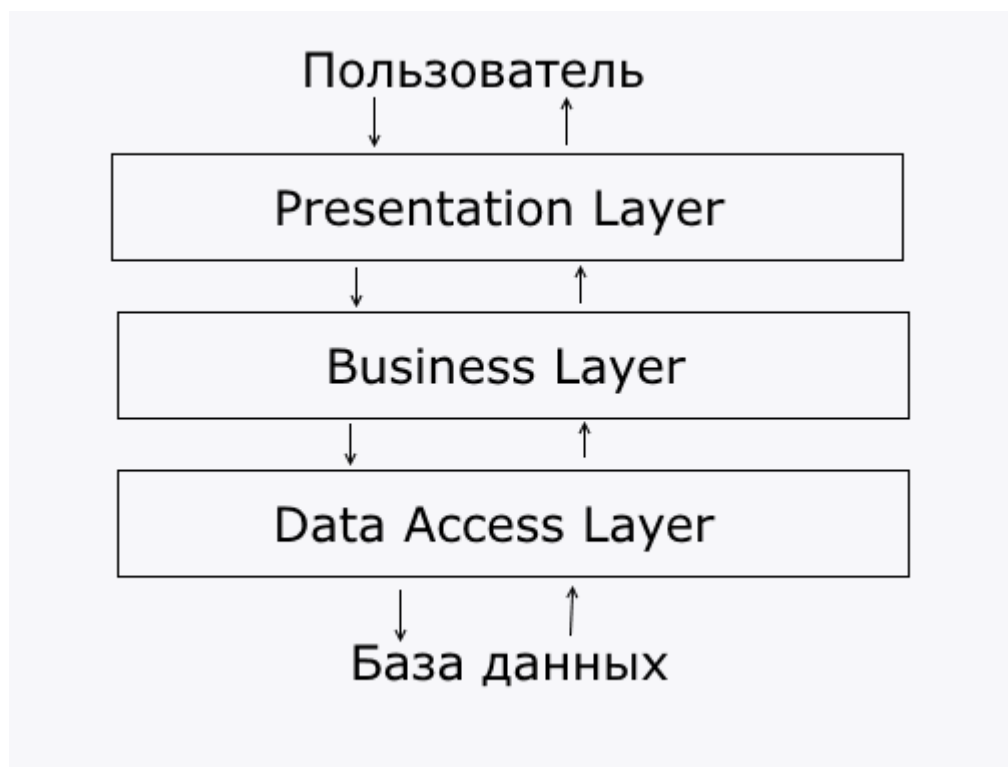 Пользователь
Presentation Layer
Business Layer
Data Access Layer
База данных